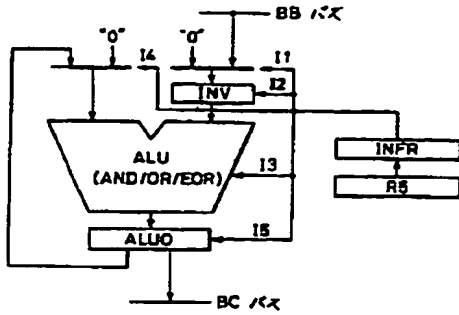 BB バス
"0" I4 "0" I1
INV I2
ALU
(AND/OR/EOR) I3
INFR
RS
ALUO I5
BC バス